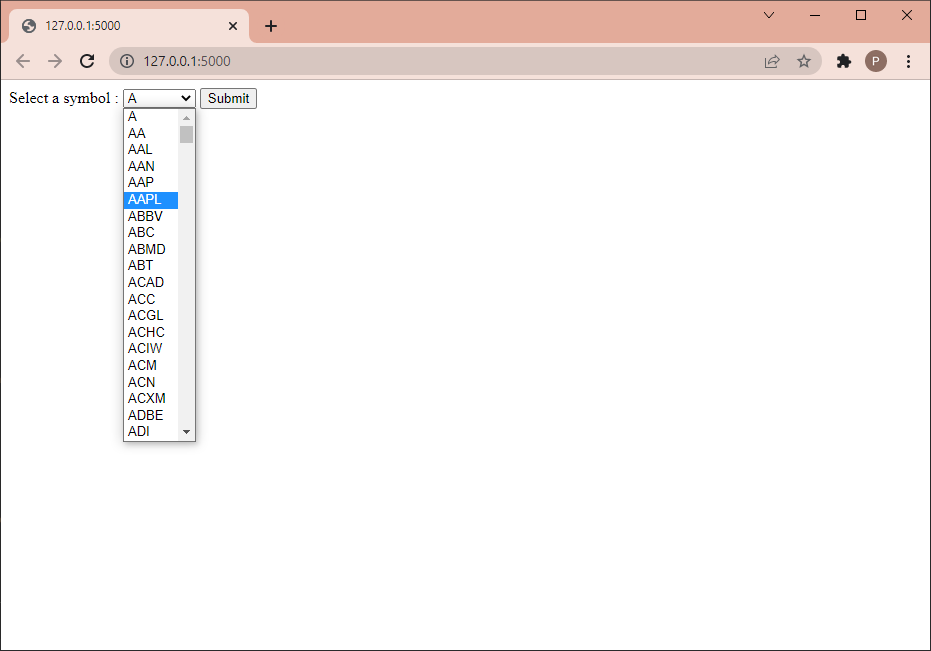 127.0.0.1:5000
127.0.0.1:5000
P
Select a symbol : A Submit
A
AA
AAL
AAN
AAP
AAPL
ABBV
ABC
ABMD
ABT
ACAD
ACC
ACGL
ACHC
ACIW
ACM
ACN
ACXM
ADBE
ADI